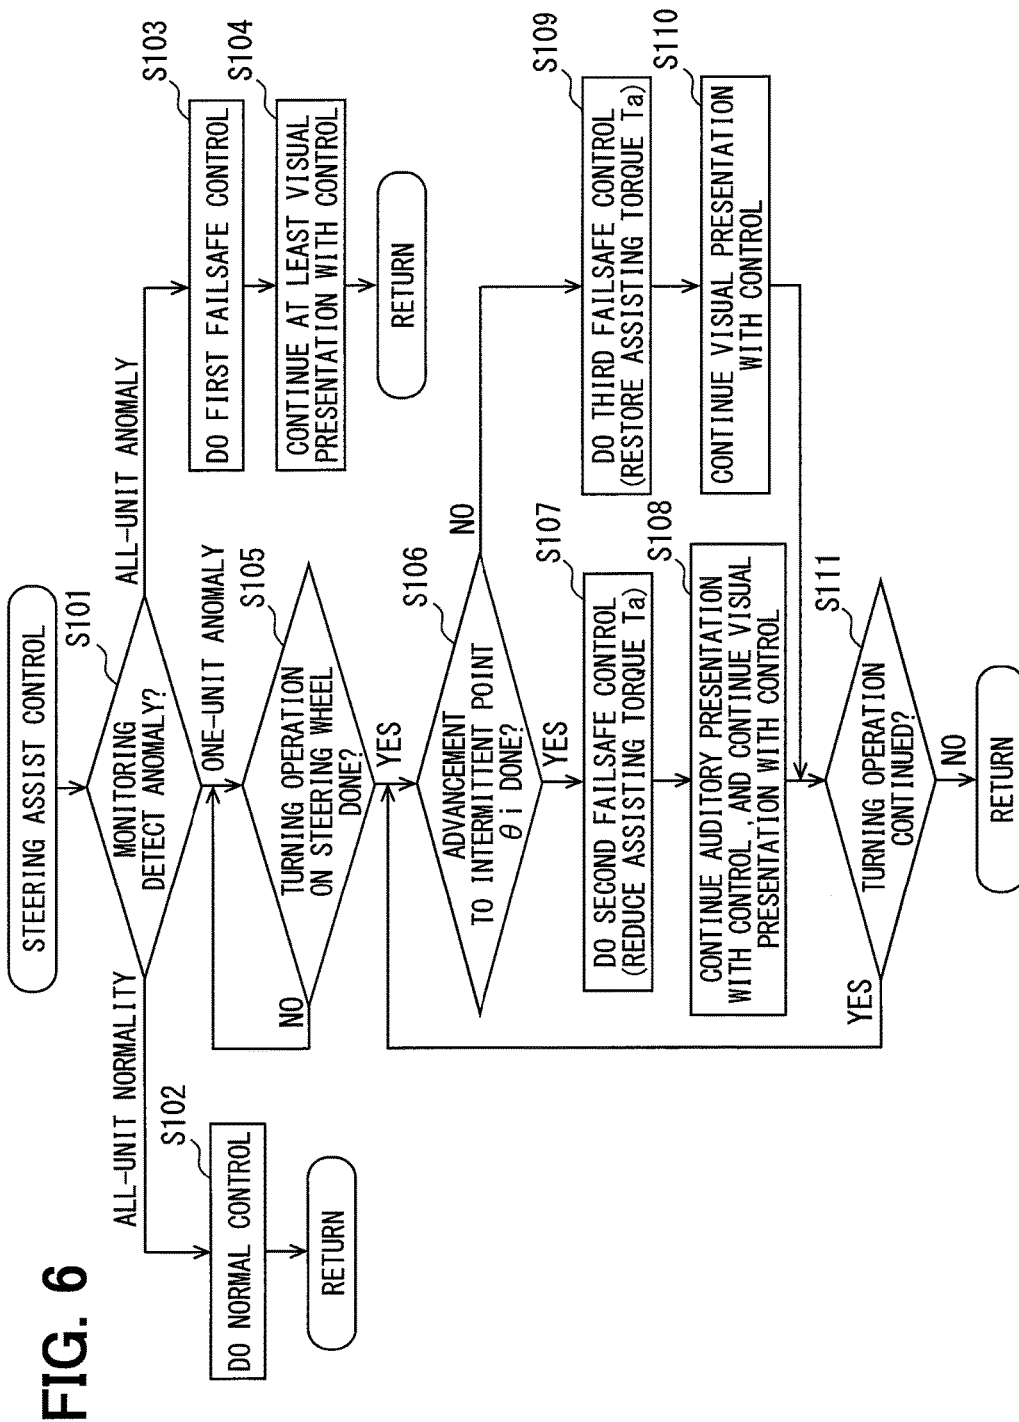 FIG. 6
STEERING ASSIST CONTROL
S101
MONITORING
DETECT ANOMALY?
ALL-UNIT NORMALITY
ALL-UNIT ANOMALY
ONE-UNIT ANOMALY
S102
DO NORMAL CONTROL
RETURN
S103
DO FIRST FAILSAFE CONTROL
S104
CONTINUE AT LEAST VISUAL
PRESENTATION WITH CONTROL
RETURN
S105
TURNING OPERATION
ON STEERING WHEEL
DONE?
NO
YES
S106
ADVANCEMENT
TO INTERMITTENT POINT
θi DONE?
NO
YES
S107
DO SECOND FAILSAFE CONTROL
(REDUCE ASSISTING TORQUE Ta)
S108
CONTINUE AUDITORY PRESENTATION
WITH CONTROL, AND CONTINUE VISUAL
PRESENTATION WITH CONTROL
S109
DO THIRD FAILSAFE CONTROL
(RESTORE ASSISTING TORQUE Ta)
S110
CONTINUE VISUAL PRESENTATION
WITH CONTROL
S111
TURNING OPERATION
CONTINUED?
YES
NO
RETURN